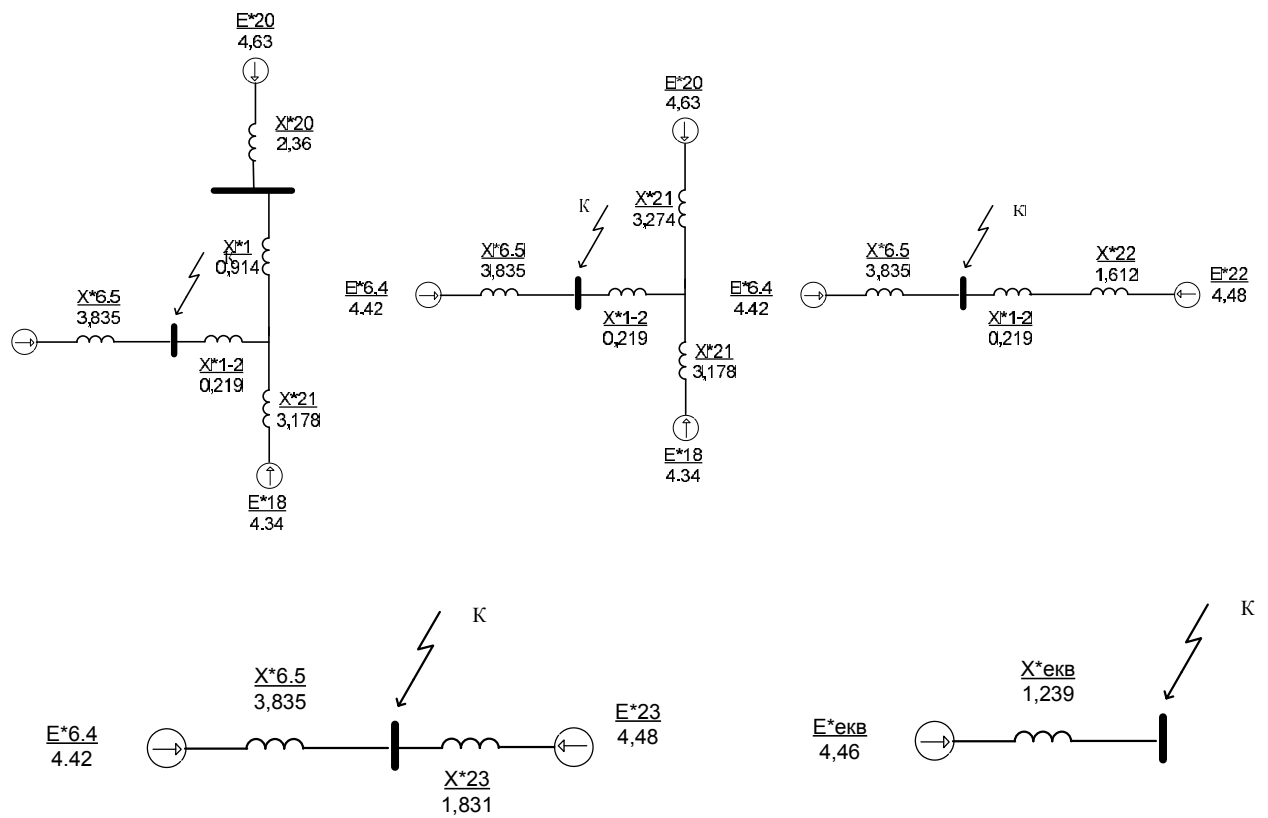 E*20
4,63
X*20
2,36
К
X*1
0,914
X*6.5
3,835
X*1-2
0,219
X*21
3,178
E*18
4.34
E*20
4,63
К
X*21
3,274
X*6.5
3,835
E*6.4
4.42
X*1-2
0,219
X*21
3,178
E*18
4.34
К
X*6.5
3,835
X*22
1,612
E*6.4
4.42
E*22
4,48
X*1-2
0,219
К
X*6.5
3,835
E*6.4
4.42
E*23
4,48
X*23
1,831
К
X*екв
1,239
E*екв
4,46